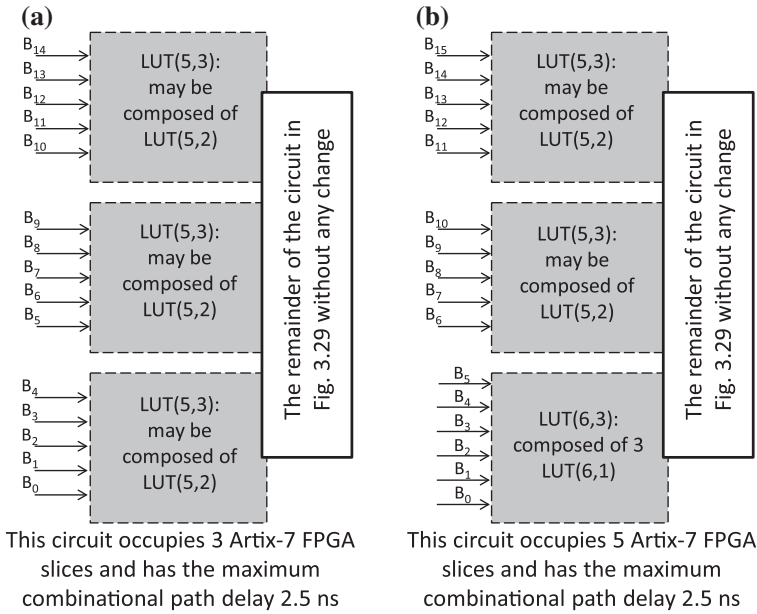 (a)
B14
B13
B12
B11
B10
LUT(5,3):
may be
composed of
LUT(5,2)
B9
B8
B7
B6
B5
LUT(5,3):
may be
composed of
LUT(5,2)
B4
B3
B2
B1
B0
LUT(5,3):
may be
composed of
LUT(5,2)
The remainder of the circuit in
Fig. 3.29 without any change
This circuit occupies 3 Artix-7 FPGA
slices and has the maximum
combinational path delay 2.5 ns
(b)
B15
B14
B13
B12
B11
LUT(5,3):
may be
composed of
LUT(5,2)
B10
B9
B8
B7
B6
LUT(5,3):
may be
composed of
LUT(5,2)
B5
B4
B3
B2
B1
B0
LUT(6,3):
composed of 3
LUT(6,1)
The remainder of the circuit in
Fig. 3.29 without any change
This circuit occupies 5 Artix-7 FPGA
slices and has the maximum
combinational path delay 2.5 ns